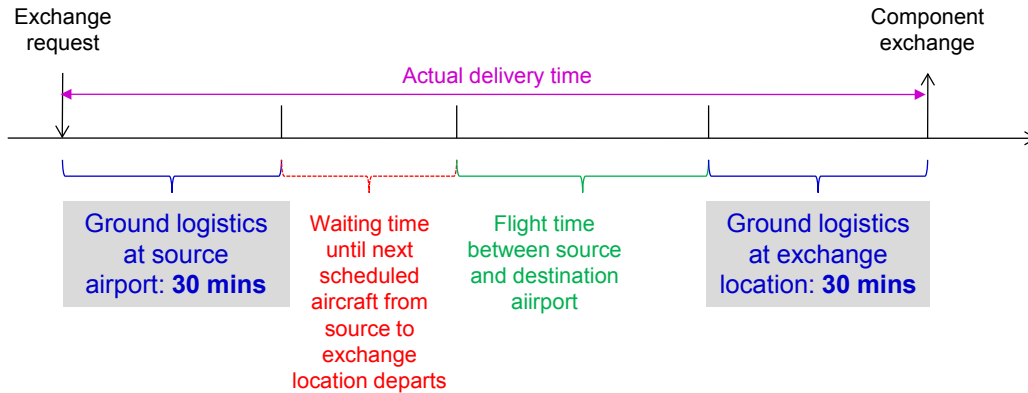 Exchange
request
Component
exchange
Actual delivery time
Ground logistics
at source
airport: 30 mins
Waiting time
until next
scheduled
aircraft from
source to
exchange
location departs
Flight time
between source
and destination
aiirport
Ground logistics
at exchange
location: 30 mins